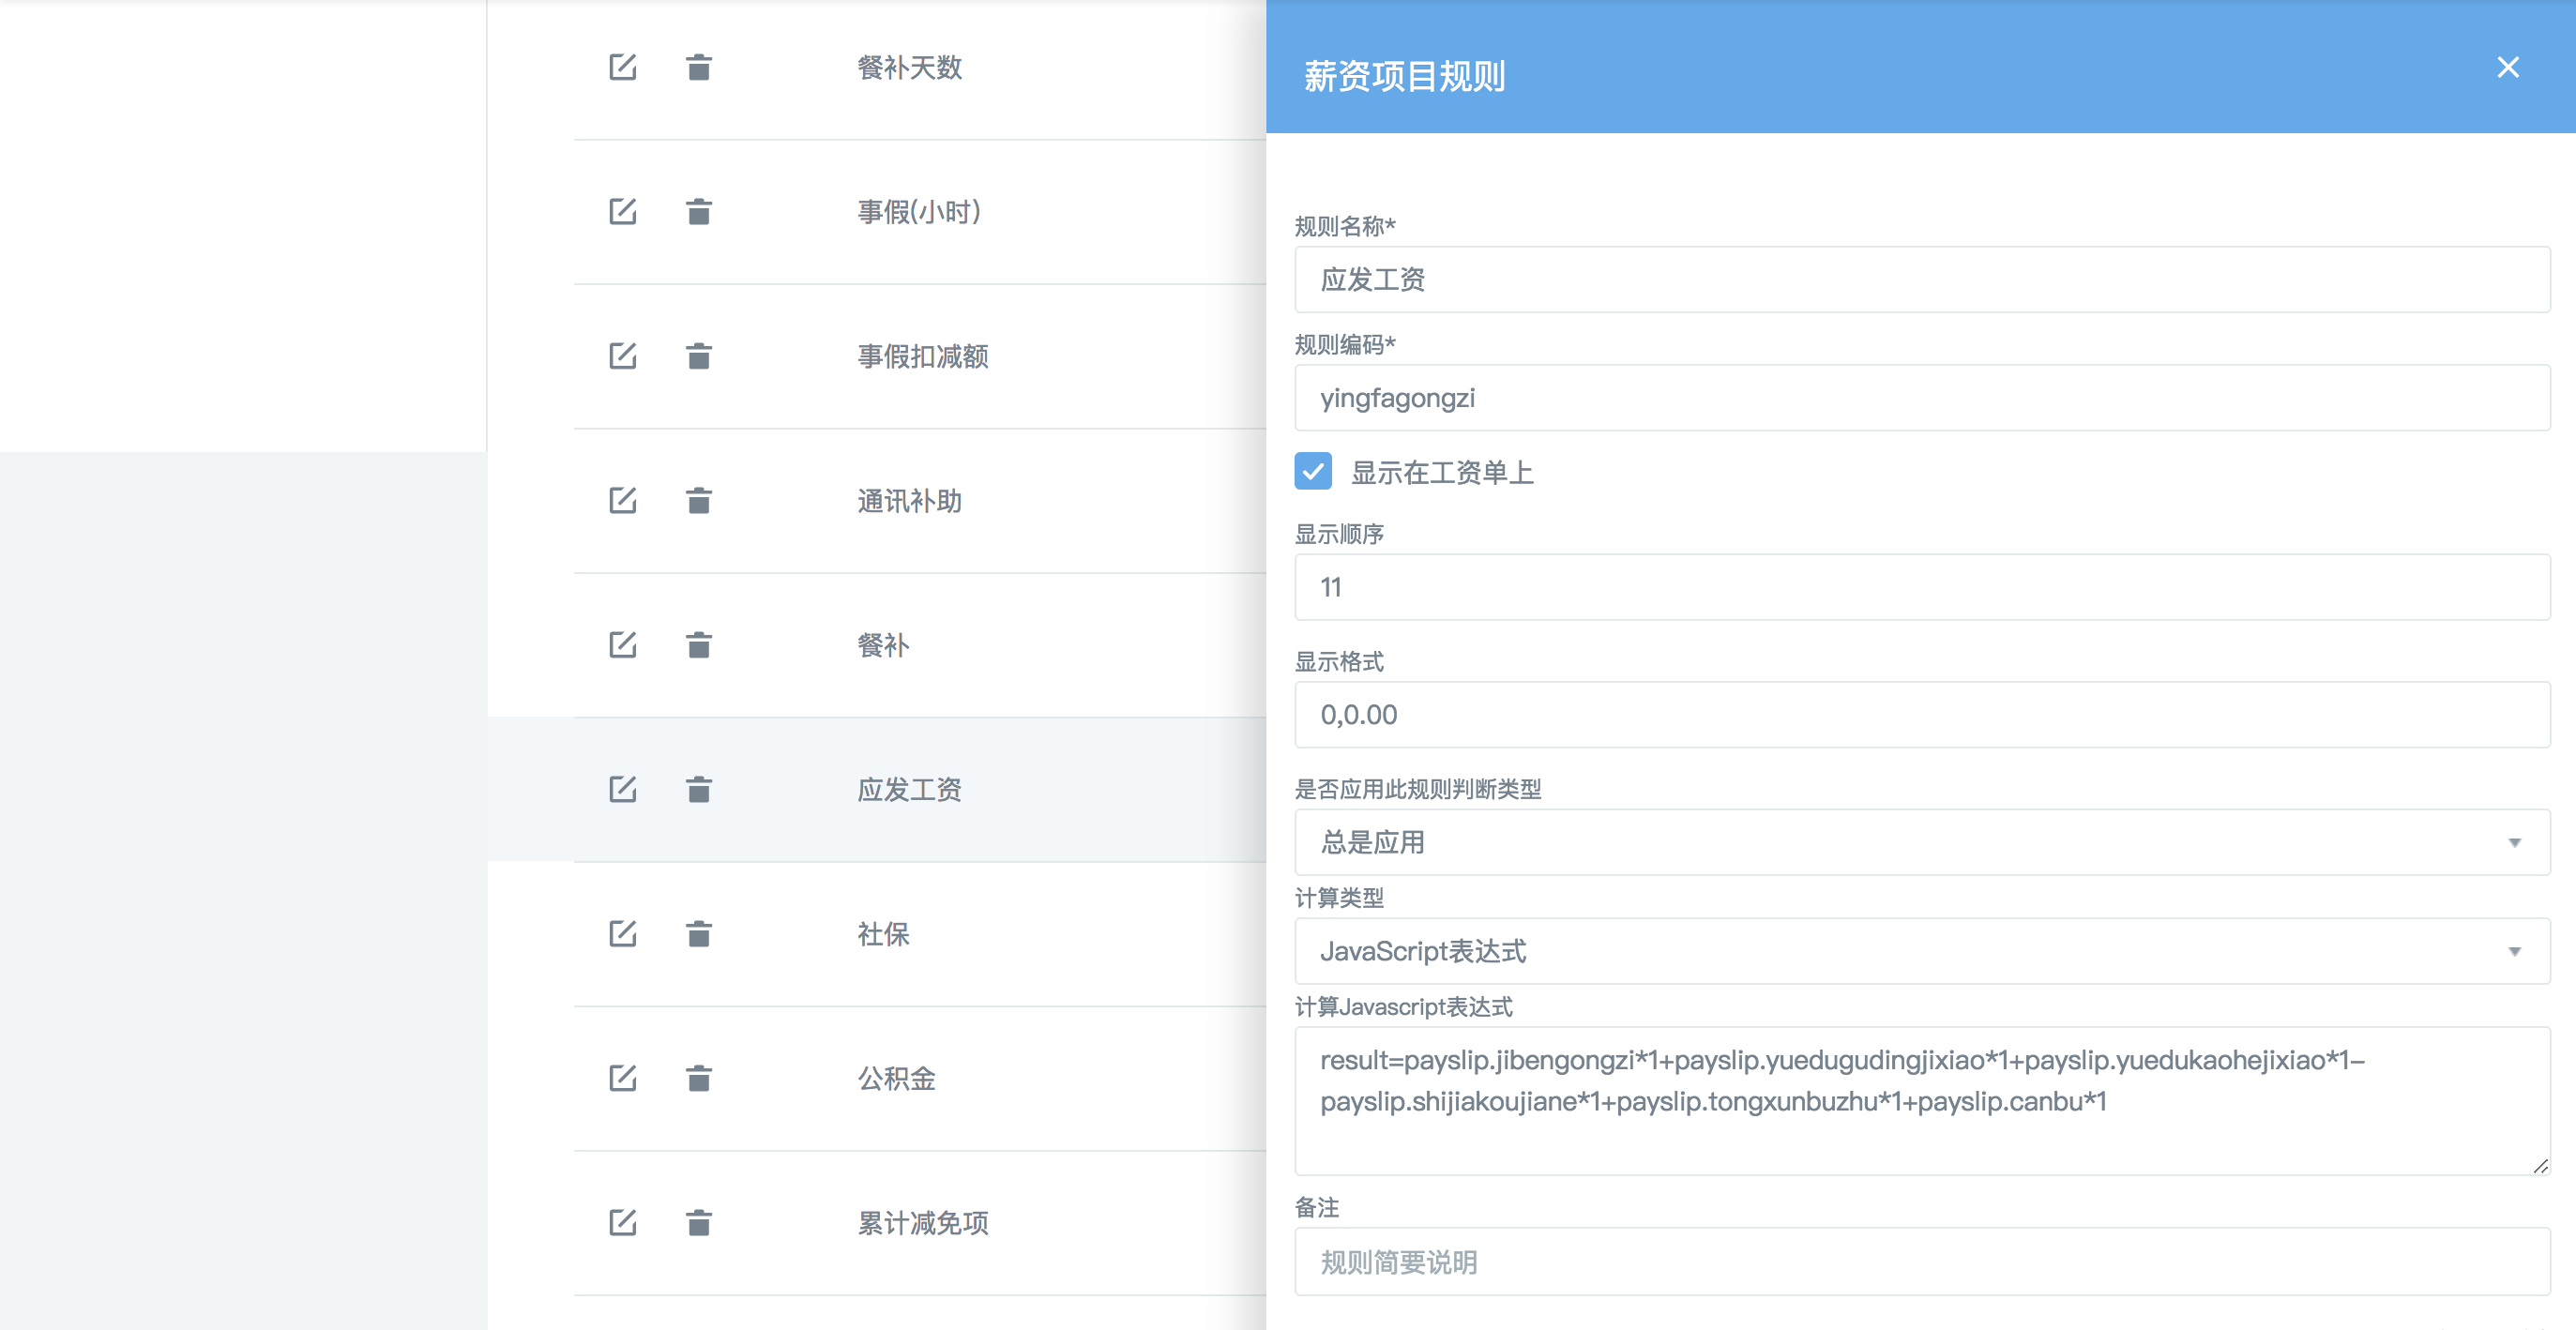 餐补天数
事假(小时)
事假扣减额
通讯补助
餐补
应发工资
社保
公积金
累计减免项
薪资项目规则
规则名称*
应发工资
规则编码*
yingfagongzi
显示在工资单上
显示顺序
11
显示格式
0,0.00
是否应用此规则判断类型
总是应用
计算类型
JavaScript表达式
计算Javascript表达式
result=payslip.jibengongzi*1+payslip.yuedugudingjixiao*1+payslip.yuedukaohejixiao*1-
payslip.shijiakoujiane*1+payslip.tongxunbuzhu*1+payslip.canbu*1
备注
规则简要说明